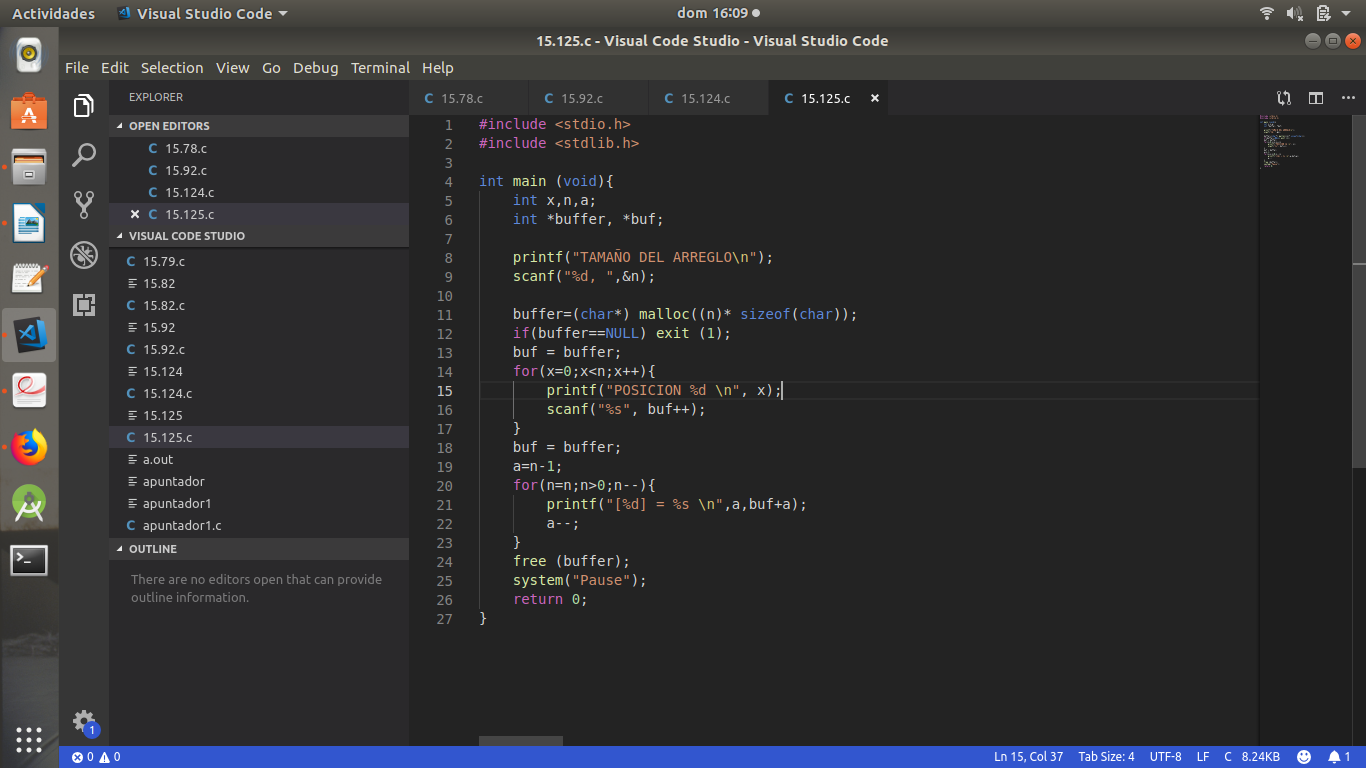 Actividades Visual Studio Code dom 16:09
15.125.c - Visual Code Studio - Visual Studio Code
File Edit Selection View Go Debug Terminal Help
EXPLORER
OPEN EDITORS
C 15.78.c
C 15.92.c
C 15.124.c
C 15.125.c
VISUAL CODE STUDIO
C 15.79.c
15.82
C 15.82.c
15.92
C 15.92.c
15.124
C 15.124.c
15.125
C 15.125.c
a.out
apuntador
apuntador1
C apuntador1.c
OUTLINE
There are no editors open that can provide
outline information.
1
C 15.78.c C 15.92.c C 15.124.c C 15.125.c
1 #include <stdio.h>
2 #include <stdlib.h>
3
4 int main (void){
5 int x,n,a;
6 int *buffer, *buf;
7
8 printf("TAMAÑO DEL ARREGLO\n");
9 scanf("%d, ",&n);
10
11 buffer=(char*) malloc((n)* sizeof(char));
12 if(buffer==NULL) exit (1);
13 buf = buffer;
14 for(x=0;x<n;x++){
15 printf("POSICION %d \n", x);
16 scanf("%s", buf++);
17 }
18 buf = buffer;
19 a=n-1;
20 for(n=n;n>0;n--){
21 printf("[%d] = %s \n",a,buf+a);
22 a--;
23 }
24 free (buffer);
25 system("Pause");
26 return 0;
27 }
0 0 Ln 15, Col 37 Tab Size: 4 UTF-8 LF C 8.24KB 1